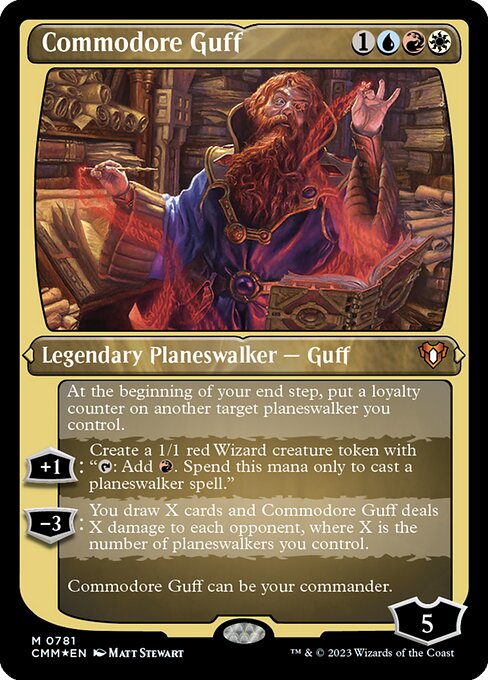 Commodore Guff 1
Legendary Planeswalker — Guff
At the beginning of your end step, put a loyalty
counter on another target planeswalker you
control.
+1: Create a 1/1 red Wizard creature token with
“: Add . Spend this mana only to cast a
planeswalker spell.”
−3: You draw X cards and Commodore Guff deals
X damage to each opponent, where X is the
number of planeswalkers you control.
Commodore Guff can be your commander.
5
M 0781
CMM★EN Matt Stewart
™ & © 2023 Wizards of the Coast